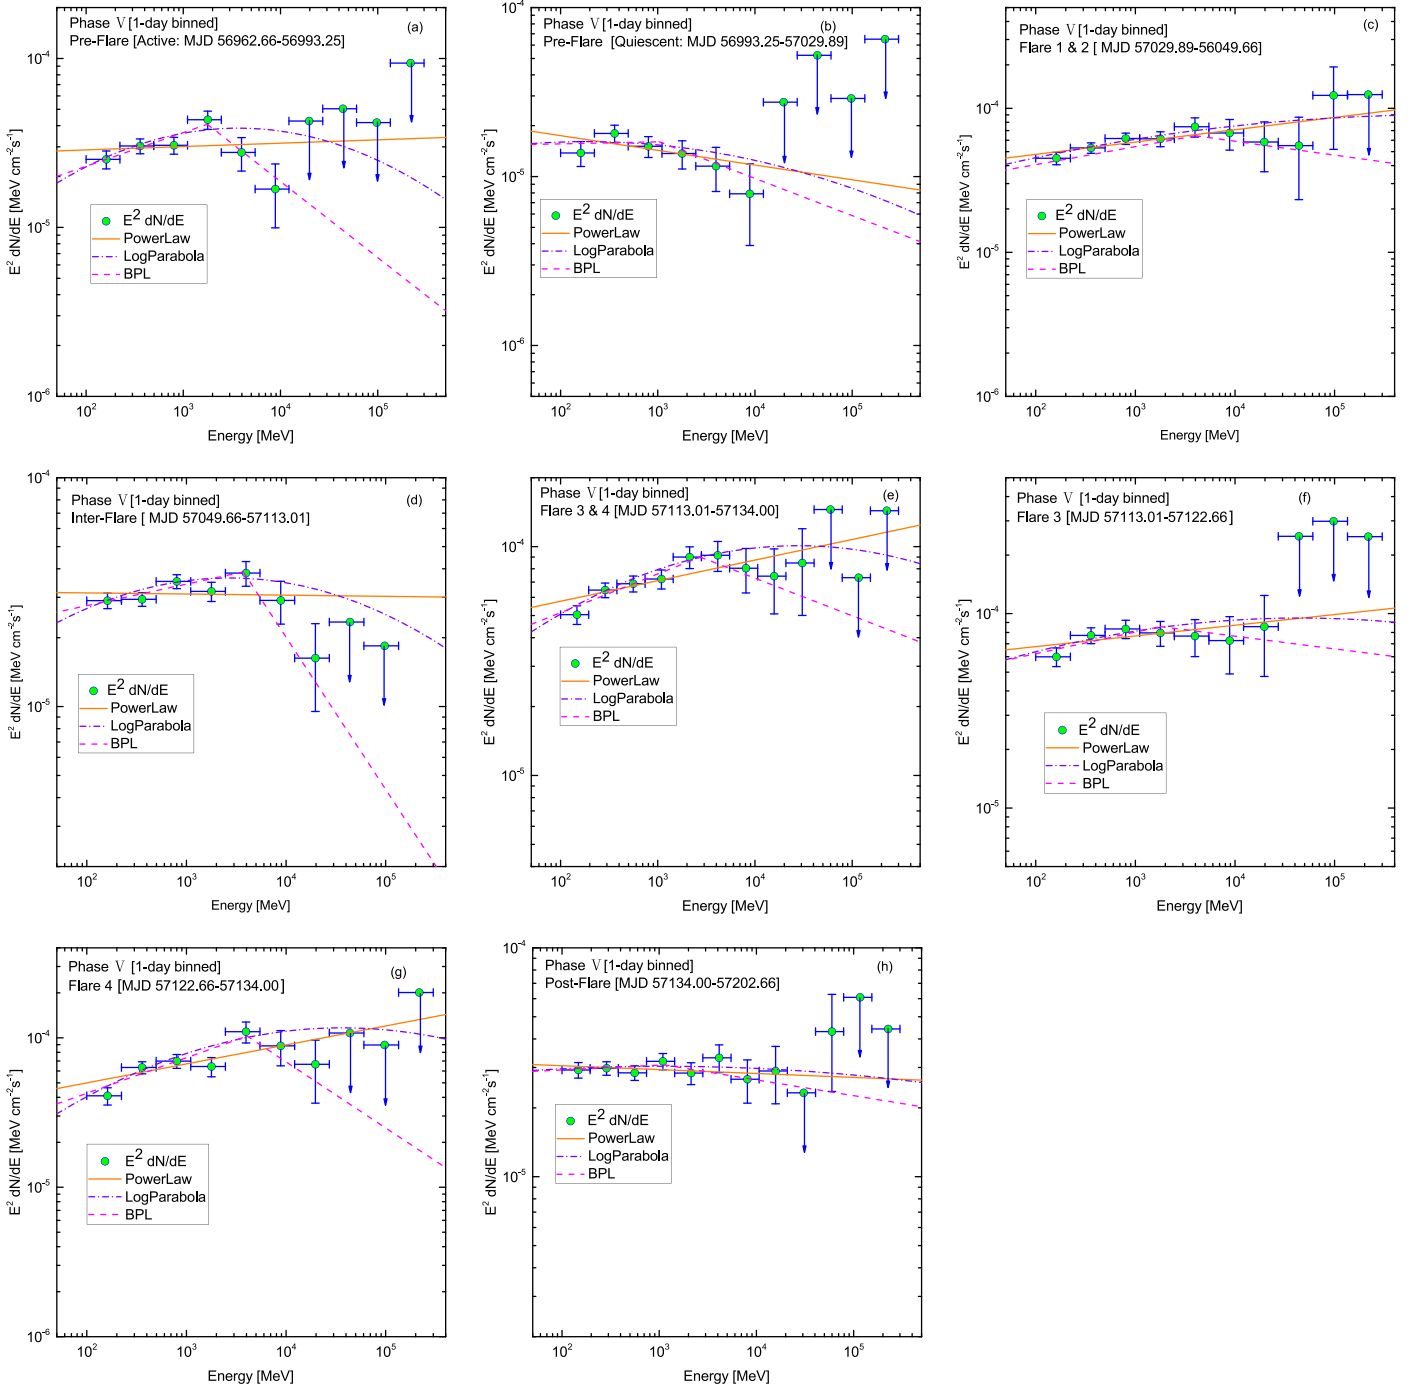 Phase V [1-day binned]
(a)
Pre-Flare [Active: MJD 56962.66-56993.25]
10^-4
10^-5
10^-6
E^2 dN/dE [MeV cm^-2 s^-1]
E^2 dN/dE
PowerLaw
LogParabola
BPL
10^2 10^3 10^4 10^5
Energy [MeV]
Phase V [1-day binned]
(b)
Pre-Flare [Quiescent: MJD 56993.25-57029.89]
10^-4
10^-5
10^-6
E^2 dN/dE [MeV cm^-2 s^-1]
E^2 dN/dE
PowerLaw
LogParabola
BPL
10^2 10^3 10^4 10^5
Energy [MeV]
Phase V [1-day binned]
(c)
Flare 1 & 2 [ MJD 57029.89-56049.66]
10^-4
10^-5
10^-6
E^2 dN/dE [MeV cm^-2 s^-1]
E^2 dN/dE
PowerLaw
LogParabola
BPL
10^2 10^3 10^4 10^5
Energy [MeV]
Phase V [1-day binned]
(d)
Inter-Flare [ MJD 57049.66-57113.01]
10^-4
10^-5
E^2 dN/dE [MeV cm^-2 s^-1]
E^2 dN/dE
PowerLaw
LogParabola
BPL
10^2 10^3 10^4 10^5
Energy [MeV]
Phase V [1-day binned]
(e)
Flare 3 & 4 [MJD 57113.01-57134.00]
10^-4
10^-5
E^2 dN/dE [MeV cm^-2 s^-1]
E^2 dN/dE
PowerLaw
LogParabola
BPL
10^2 10^3 10^4 10^5
Energy [MeV]
Phase V [1-day binned]
(f)
Flare 3 [MJD 57113.01-57122.66]
10^-4
10^-5
E^2 dN/dE [MeV cm^-2 s^-1]
E^2 dN/dE
PowerLaw
LogParabola
BPL
10^2 10^3 10^4 10^5
Energy [MeV]
Phase V [1-day binned]
(g)
Flare 4 [MJD 57122.66-57134.00]
10^-4
10^-5
10^-6
E^2 dN/dE [MeV cm^-2 s^-1]
E^2 dN/dE
PowerLaw
LogParabola
BPL
10^2 10^3 10^4 10^5
Energy [MeV]
Phase V [1-day binned]
(h)
Post-Flare [MJD 57134.00-57202.66]
10^-4
10^-5
E^2 dN/dE [MeV cm^-2 s^-1]
E^2 dN/dE
PowerLaw
LogParabola
BPL
10^2 10^3 10^4 10^5
Energy [MeV]